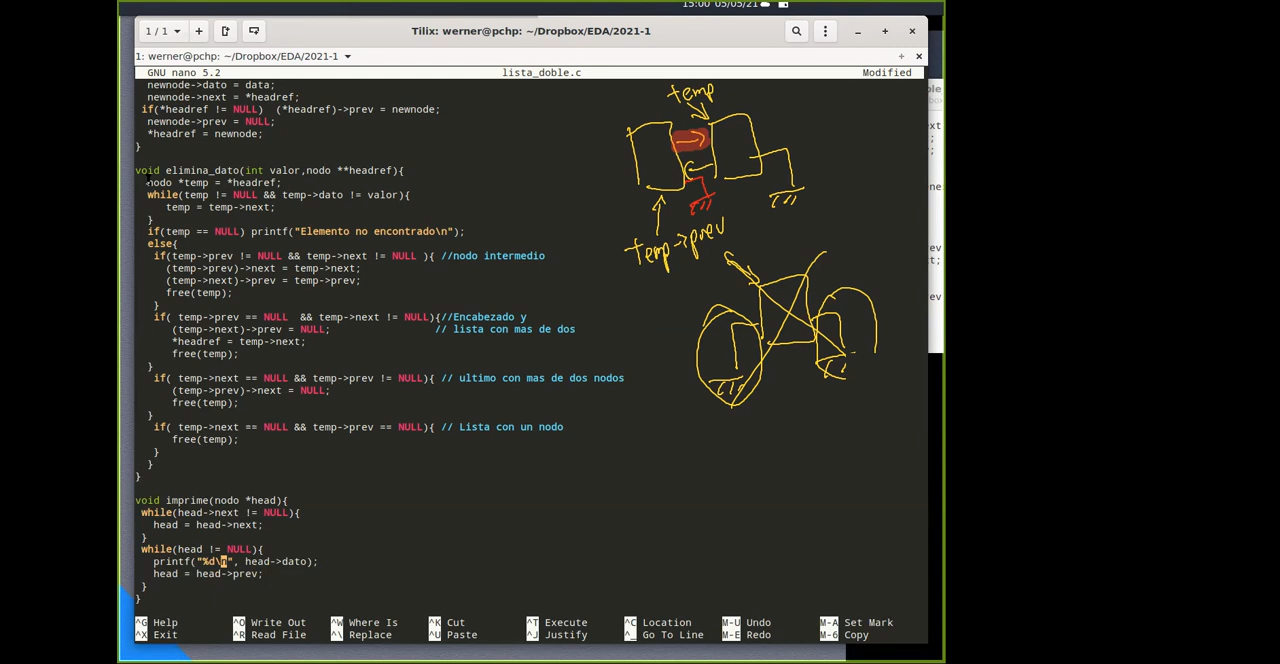 15:00 05/05/21
1 / 1
Tilix: werner@pchp: ~/Dropbox/EDA/2021-1
1: werner@pchp: ~/Dropbox/EDA/2021-1
GNU nano 5.2 lista_doble.c Modified
newnode->dato = data;
newnode->next = *headref;
if(*headref != NULL) (*headref)->prev = newnode;
newnode->prev = NULL;
*headref = newnode;
}
void elimina_dato(int valor,nodo **headref){
nodo *temp = *headref;
while(temp != NULL && temp->dato != valor){
temp = temp->next;
}
if(temp == NULL) printf("Elemento no encontrado\n");
else{
if(temp->prev != NULL && temp->next != NULL ){ //nodo intermedio
(temp->prev)->next = temp->next;
(temp->next)->prev = temp->prev;
free(temp);
}
if( temp->prev == NULL && temp->next != NULL){//Encabezado y
(temp->next)->prev = NULL; // lista con mas de dos
*headref = temp->next;
free(temp);
}
if( temp->next == NULL && temp->prev != NULL){ // ultimo con mas de dos nodos
(temp->prev)->next = NULL;
free(temp);
}
if( temp->next == NULL && temp->prev == NULL){ // Lista con un nodo
free(temp);
}
}
}
void imprime(nodo *head){
while(head->next != NULL){
head = head->next;
}
while(head != NULL){
printf("%d\n", head->dato);
head = head->prev;
}
}
temp
temp->prev
^G Help ^O Write Out ^W Where Is ^K Cut ^T Execute ^C Location M-U Undo M-A Set Mark
^X Exit ^R Read File ^\ Replace ^U Paste ^J Justify ^_ Go To Line M-E Redo M-6 Copy